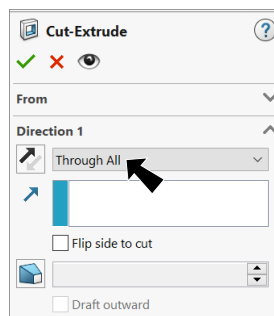 Cut-Extrude
?
From
Direction 1
Through All
Flip side to cut
Draft outward